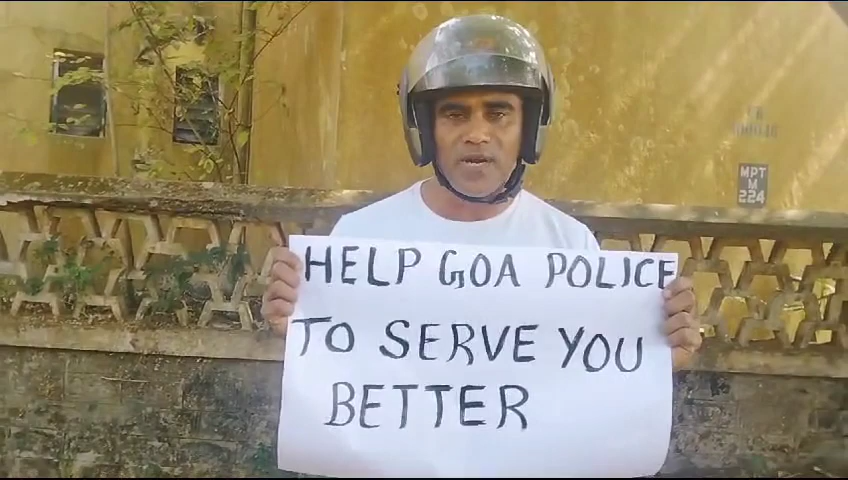 HELP GOA POLICE
TO SERVE YOU
BETTER
MPT
M
224